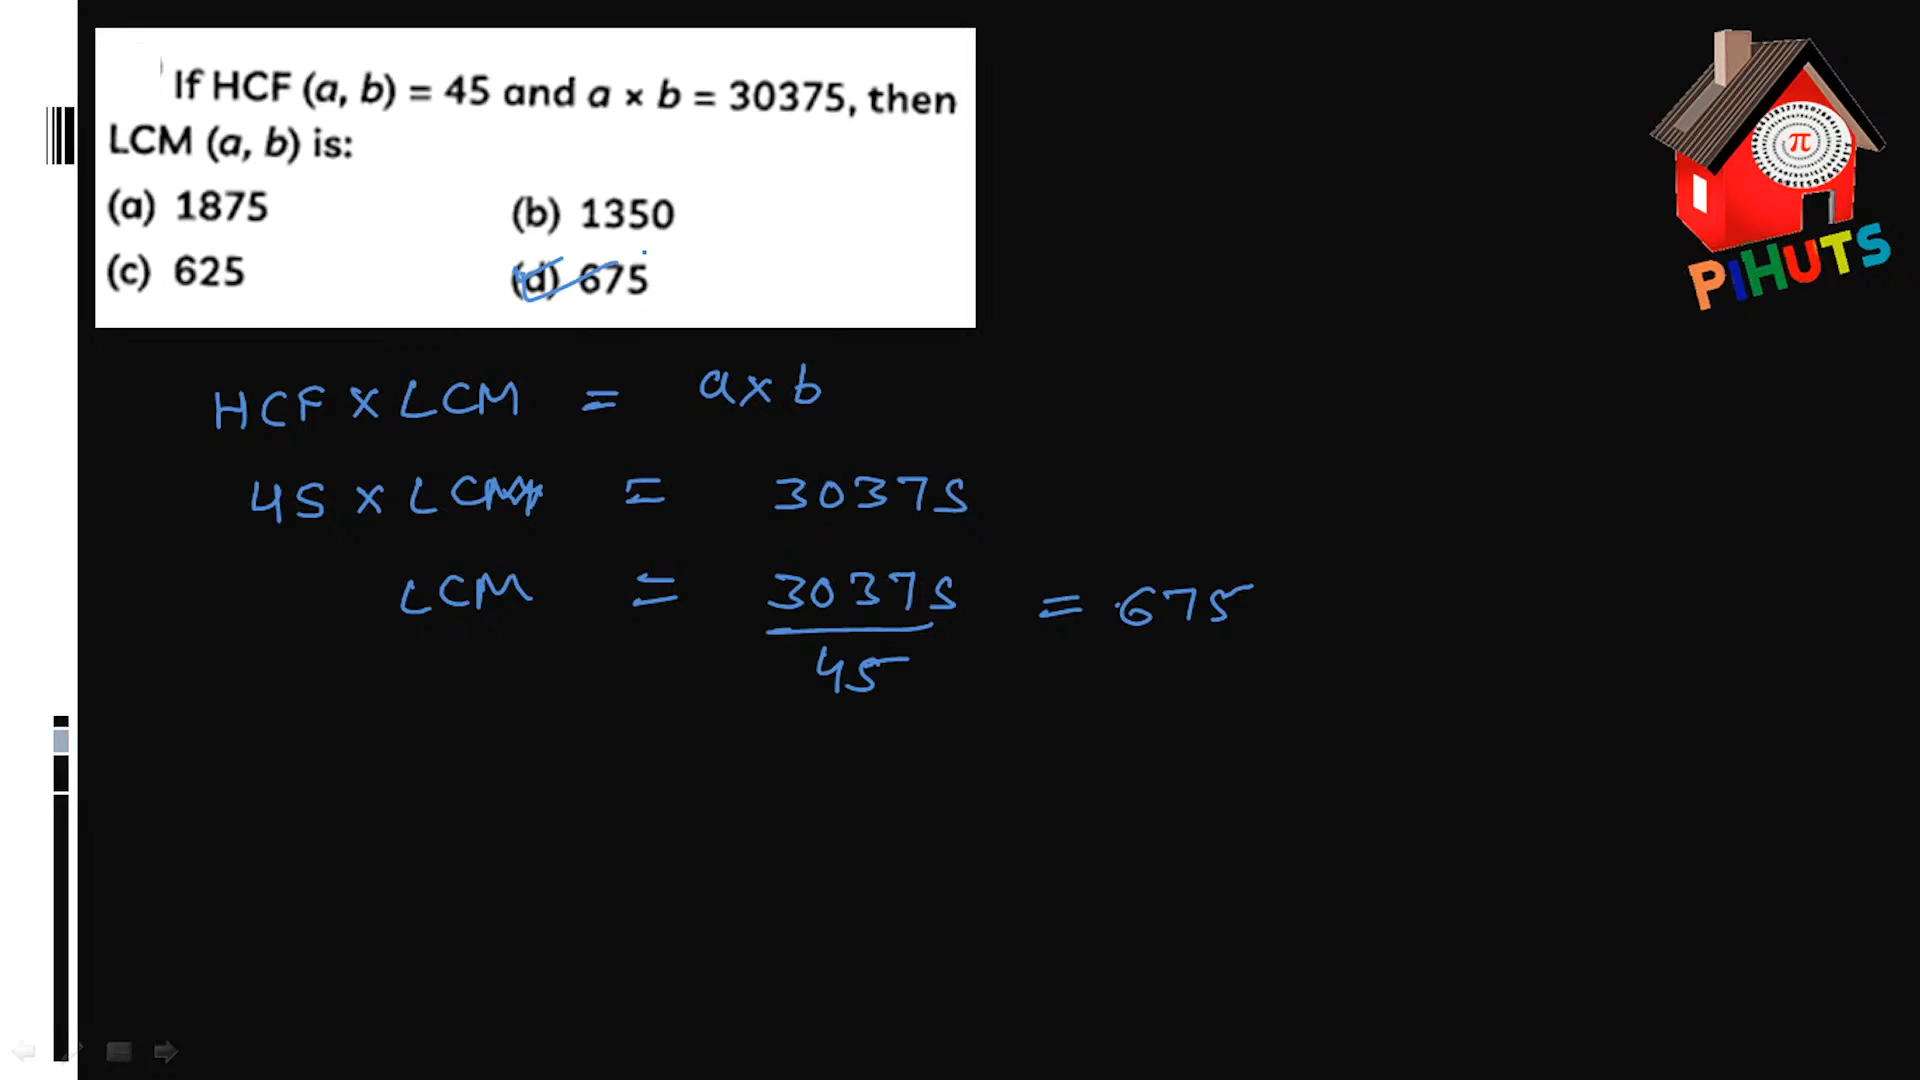 If HCF (a, b) = 45 and a × b = 30375, then
LCM (a, b) is:
(a) 1875 (b) 1350
(c) 625 (d) 675
HCF × LCM = a × b
45 × LCM = 30375
LCM = 30375 / 45 = 675
π
PIHUTS